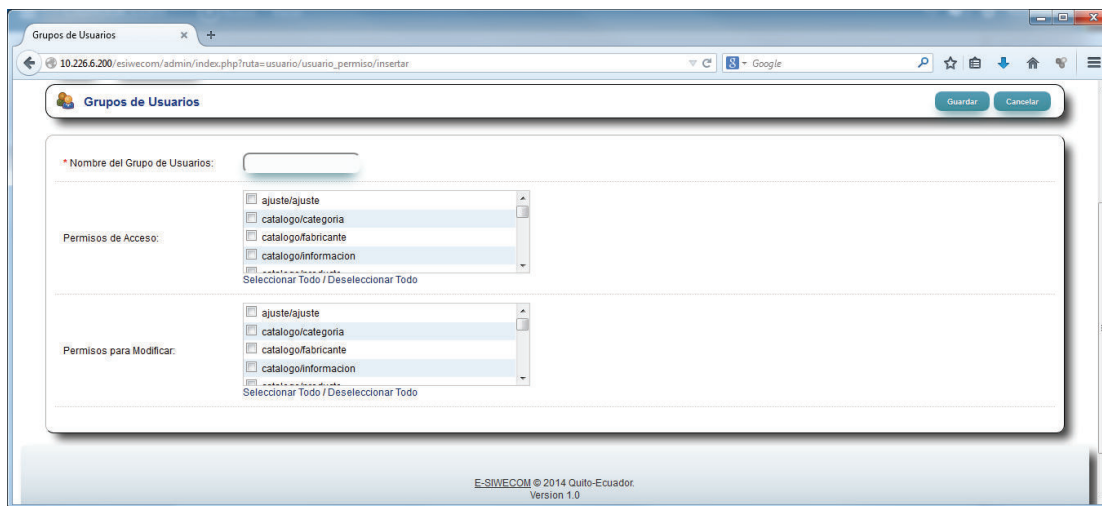 Grupos de Usuarios
10.226.6.200/esiwecom/admin/index.php?ruta=usuario/usuario_permiso/insertar
Google
Grupos de Usuarios
Guardar
Cancelar
* Nombre del Grupo de Usuarios:
Permisos de Acceso:
ajuste/ajuste
catalogo/categoria
catalogo/fabricante
catalogo/informacion
Seleccionar Todo / Deseleccionar Todo
Permisos para Modificar:
ajuste/ajuste
catalogo/categoria
catalogo/fabricante
catalogo/informacion
Seleccionar Todo / Deseleccionar Todo
E-SIWECOM © 2014 Quito-Ecuador.
Version 1.0